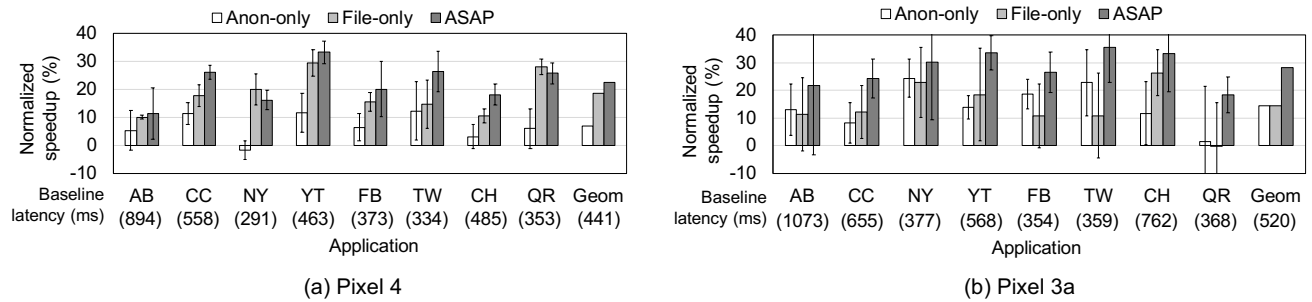 Anon-only File-only ASAP
Normalized speedup (%)
40
30
20
10
0
-10
Baseline latency (ms)
AB CC NY YT FB TW CH QR Geom
(894) (558) (291) (463) (373) (334) (485) (353) (441)
Application
(a) Pixel 4
Anon-only File-only ASAP
Normalized speedup (%)
40
30
20
10
0
-10
Baseline latency (ms)
AB CC NY YT FB TW CH QR Geom
(1073) (655) (377) (568) (354) (359) (762) (368) (520)
Application
(b) Pixel 3a